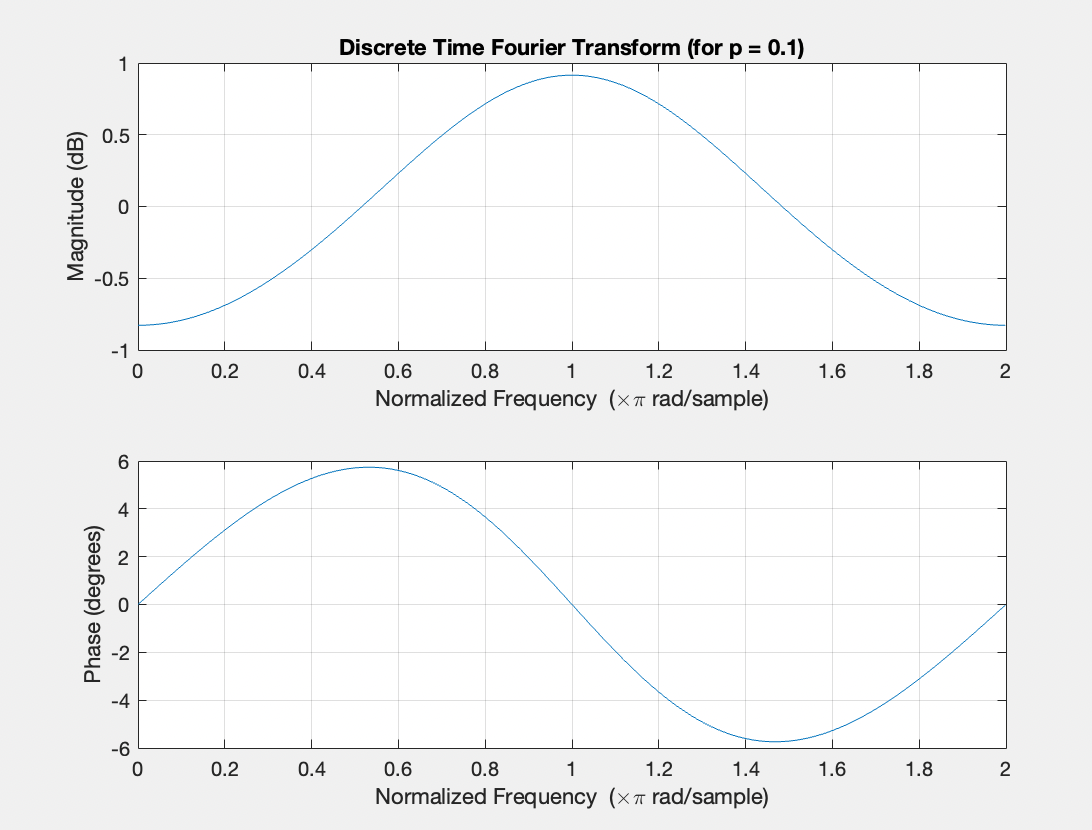 Discrete Time Fourier Transform (for p = 0.1)
Magnitude (dB)
1
0.5
0
-0.5
-1
0 0.2 0.4 0.6 0.8 1 1.2 1.4 1.6 1.8 2
Normalized Frequency (×π rad/sample)
Phase (degrees)
6
4
2
0
-2
-4
-6
0 0.2 0.4 0.6 0.8 1 1.2 1.4 1.6 1.8 2
Normalized Frequency (×π rad/sample)